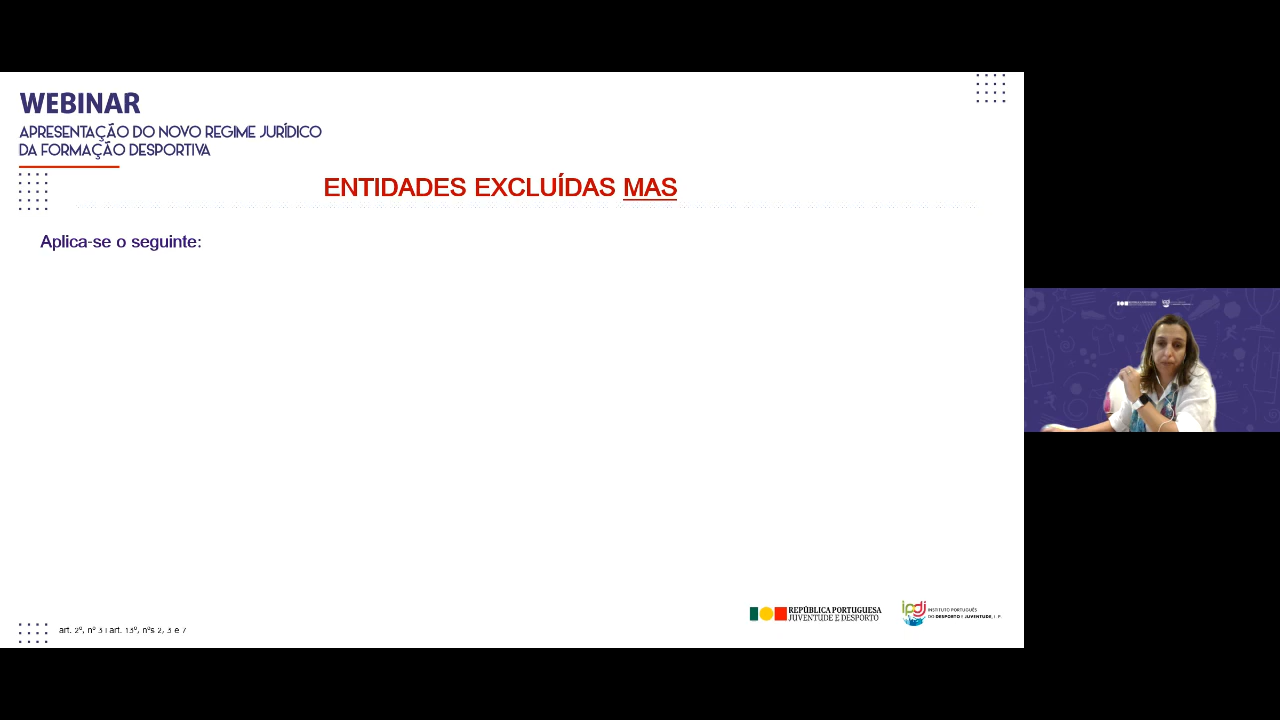 WEBINAR
APRESENTAÇÃO DO NOVO REGIME JURÍDICO
DA FORMAÇÃO DESPORTIVA
ENTIDADES EXCLUÍDAS MAS
Aplica-se o seguinte:
REPÚBLICA PORTUGUESA
JUVENTUDE E DESPORTO
ipdj
INSTITUTO PORTUGUÊS
DO DESPORTO E JUVENTUDE, I. P.
art. 2º, nº 3 i art. 13º, nºs 2, 3 e 7